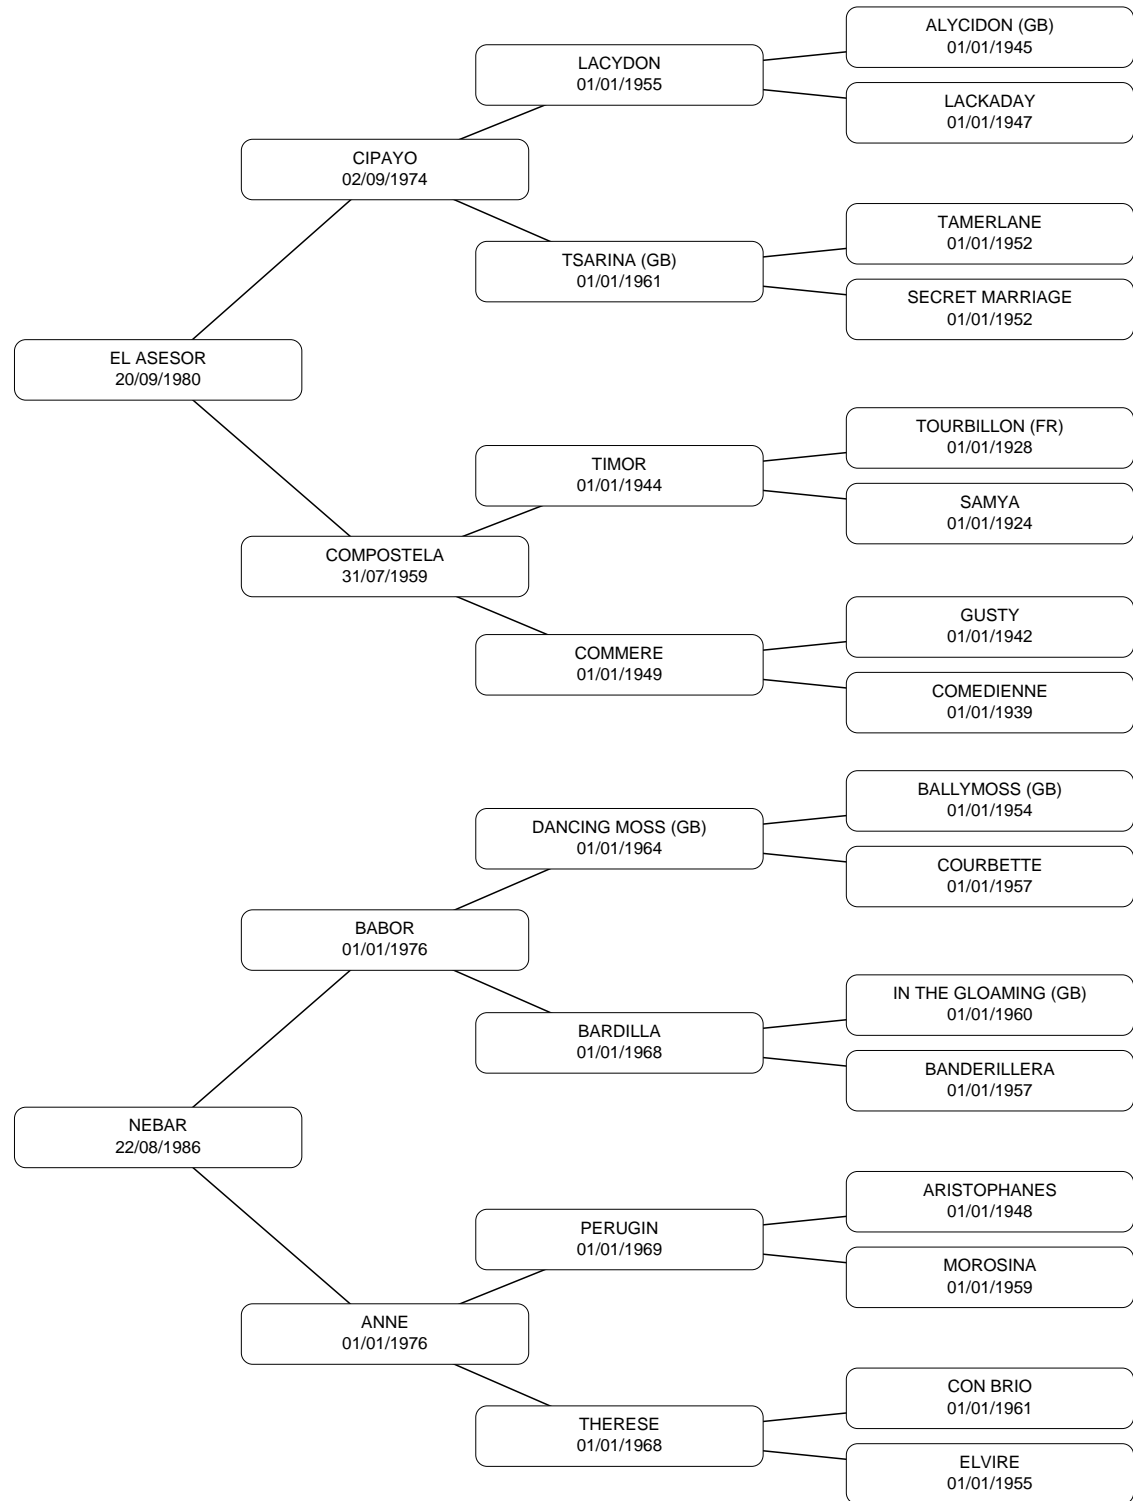 ALYCIDON (GB)
01/01/1945
LACYDON
01/01/1955
LACKADAY
01/01/1947
CIPAYO
02/09/1974
TAMERLANE
01/01/1952
TSARINA (GB)
01/01/1961
SECRET MARRIAGE
01/01/1952
EL ASESOR
20/09/1980
TOURBILLON (FR)
01/01/1928
TIMOR
01/01/1944
SAMYA
01/01/1924
COMPOSTELA
31/07/1959
GUSTY
01/01/1942
COMMERE
01/01/1949
COMEDIENNE
01/01/1939
BALLYMOSS (GB)
01/01/1954
DANCING MOSS (GB)
01/01/1964
COURBETTE
01/01/1957
BABOR
01/01/1976
IN THE GLOAMING (GB)
01/01/1960
BARDILLA
01/01/1968
BANDERILLERA
01/01/1957
NEBAR
22/08/1986
ARISTOPHANES
01/01/1948
PERUGIN
01/01/1969
MOROSINA
01/01/1959
ANNE
01/01/1976
CON BRIO
01/01/1961
THERESE
01/01/1968
ELVIRE
01/01/1955